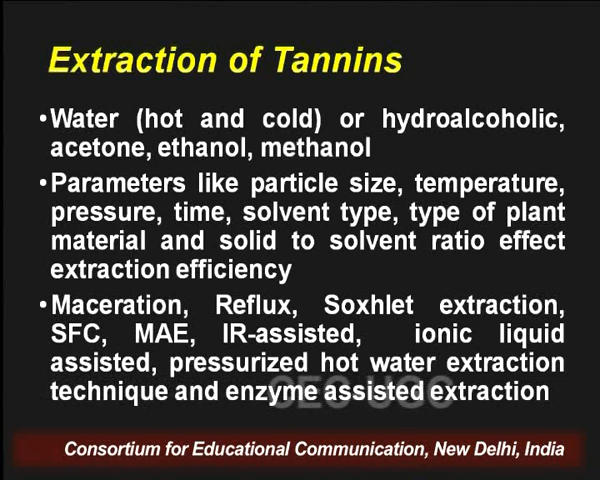 Extraction of Tannins
•Water (hot and cold) or hydroalcoholic,
acetone, ethanol, methanol
•Parameters like particle size, temperature,
pressure, time, solvent type, type of plant
material and solid to solvent ratio effect
extraction efficiency
•Maceration, Reflux, Soxhlet extraction,
SFC, MAE, IR-assisted, ionic liquid
assisted, pressurized hot water extraction
technique and enzyme assisted extraction
CEC UGC
Consortium for Educational Communication, New Delhi, India